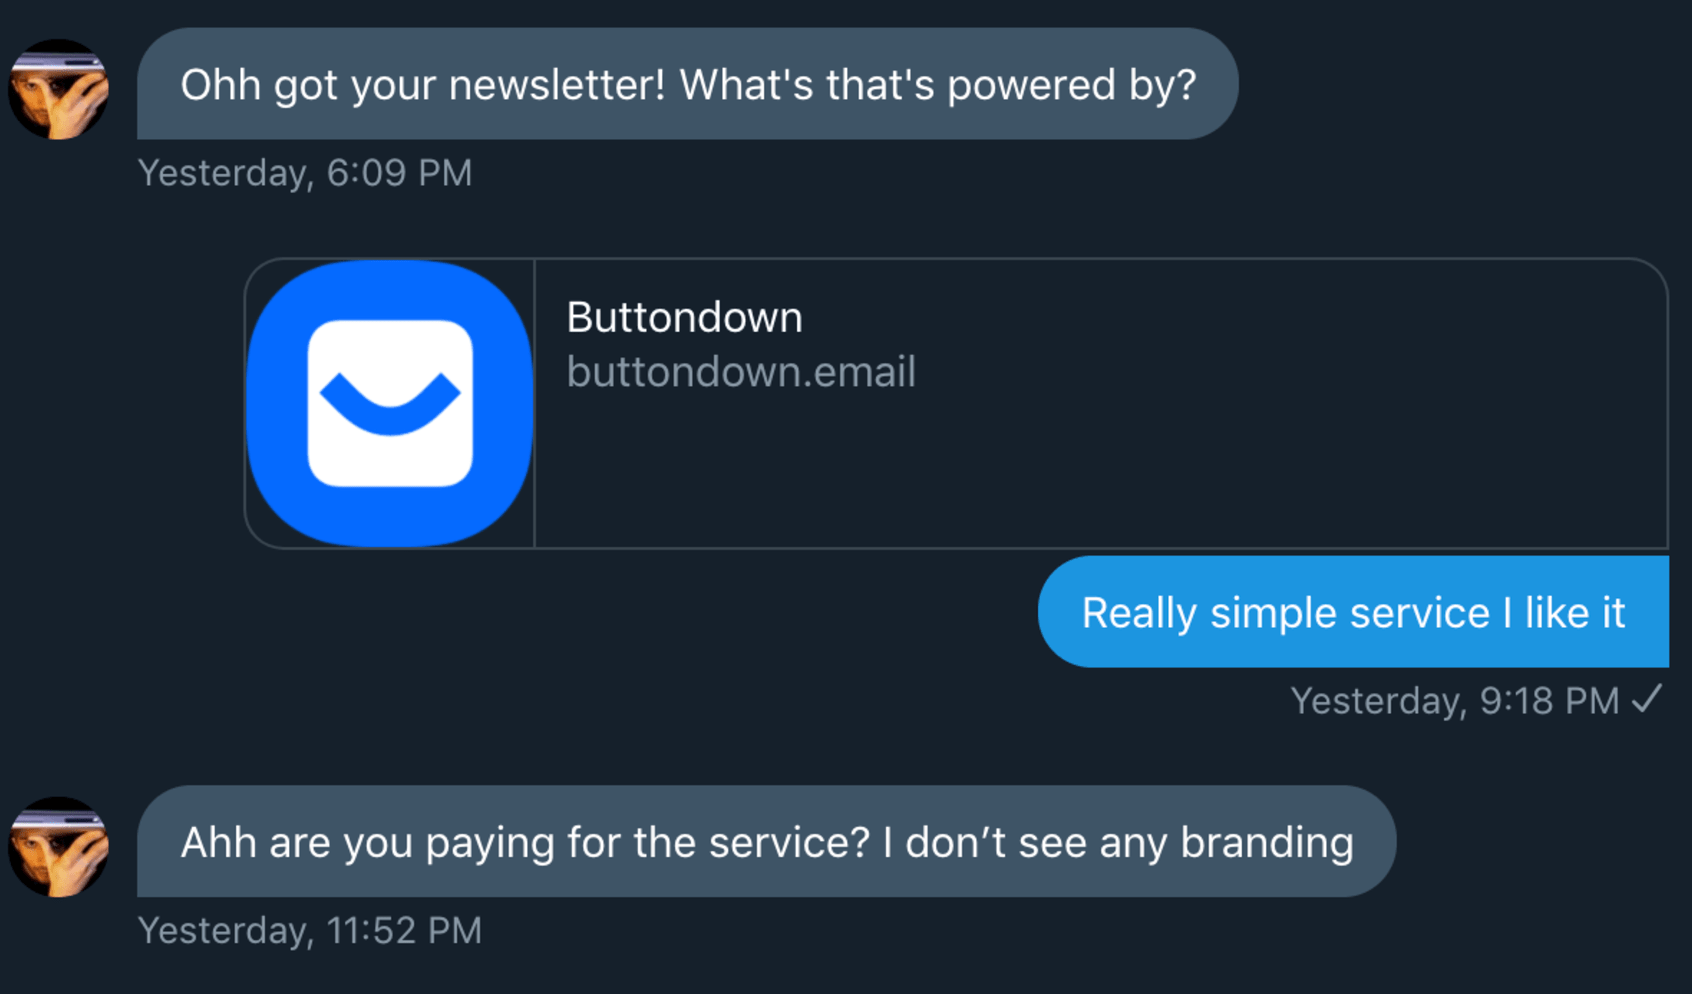 Ohh got your newsletter! What's that's powered by?
Yesterday, 6:09 PM
Buttondown
buttondown.email
Really simple service I like it
Yesterday, 9:18 PM ✓
Ahh are you paying for the service? I don’t see any branding
Yesterday, 11:52 PM